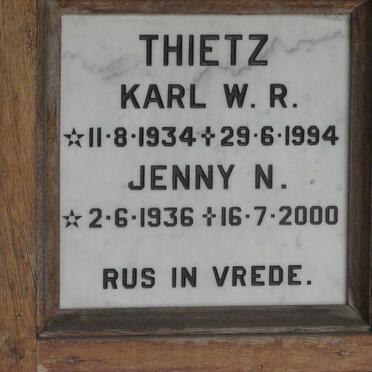 THIETZ
KARL W. R.
☆11·8·1934✝29·6·1994
JENNY N.
☆2·6·1936✝16·7·2000
RUS IN VREDE.